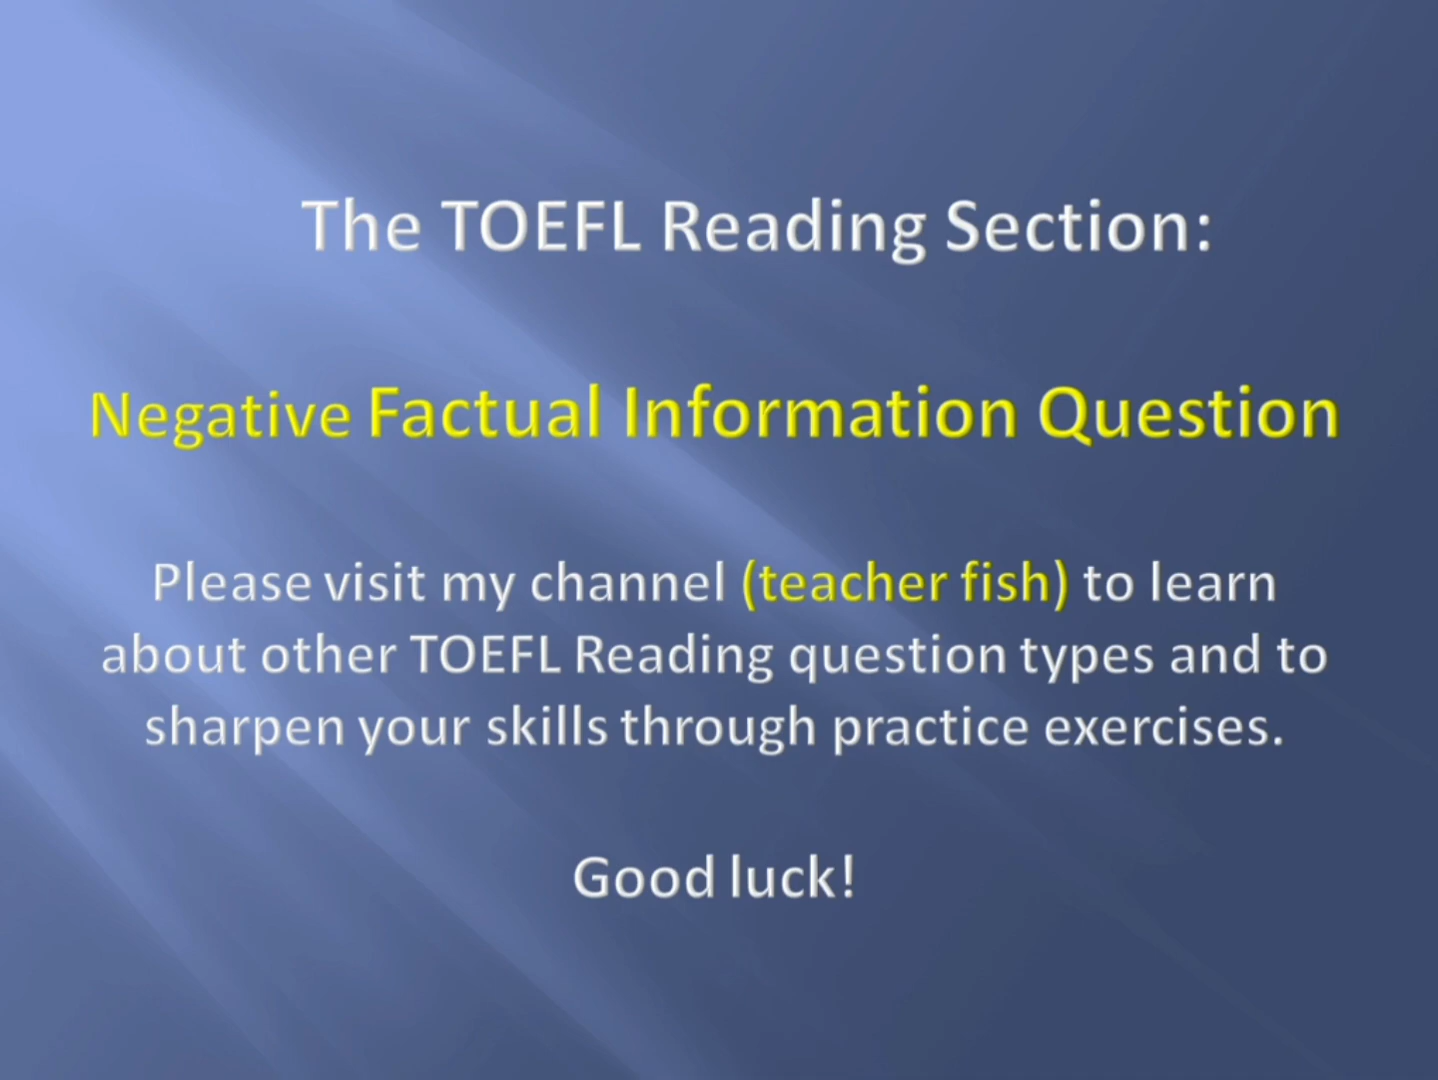 The TOEFL Reading Section:
Negative Factual Information Question
Please visit my channel (teacher fish) to learn
about other TOEFL Reading question types and to
sharpen your skills through practice exercises.
Good luck!